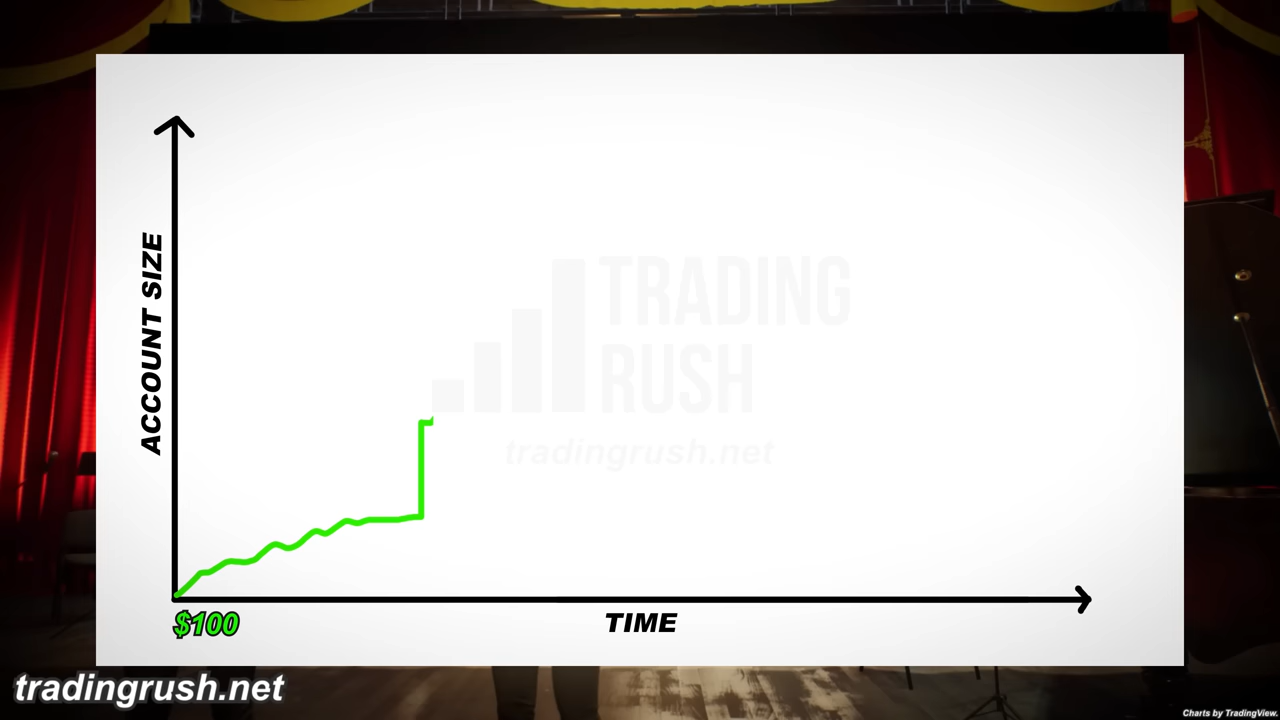 ACCOUNT SIZE
TRADING
RUSH
tradingrush.net
$100
TIME
tradingrush.net
Charts by TradingView.